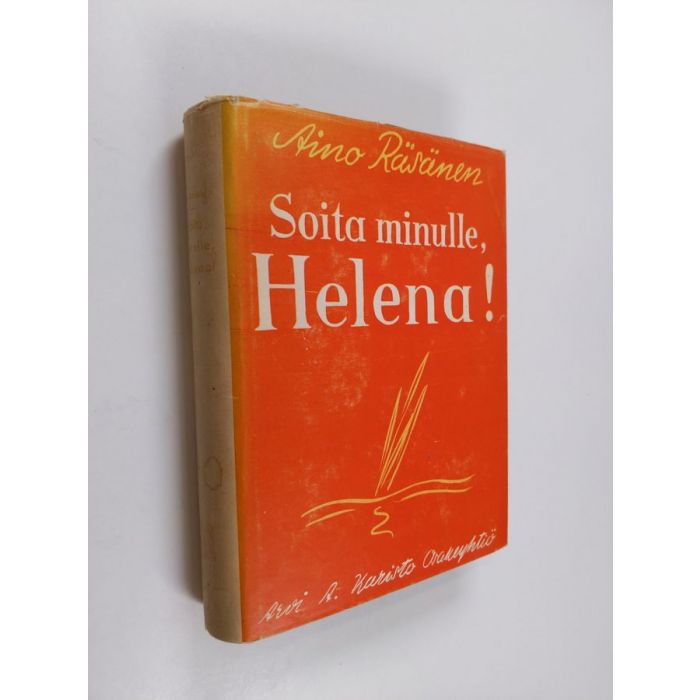 Aino Räsänen
Soita minulle,
Helena!
Arvi A. Karisto Osakeyhtiö